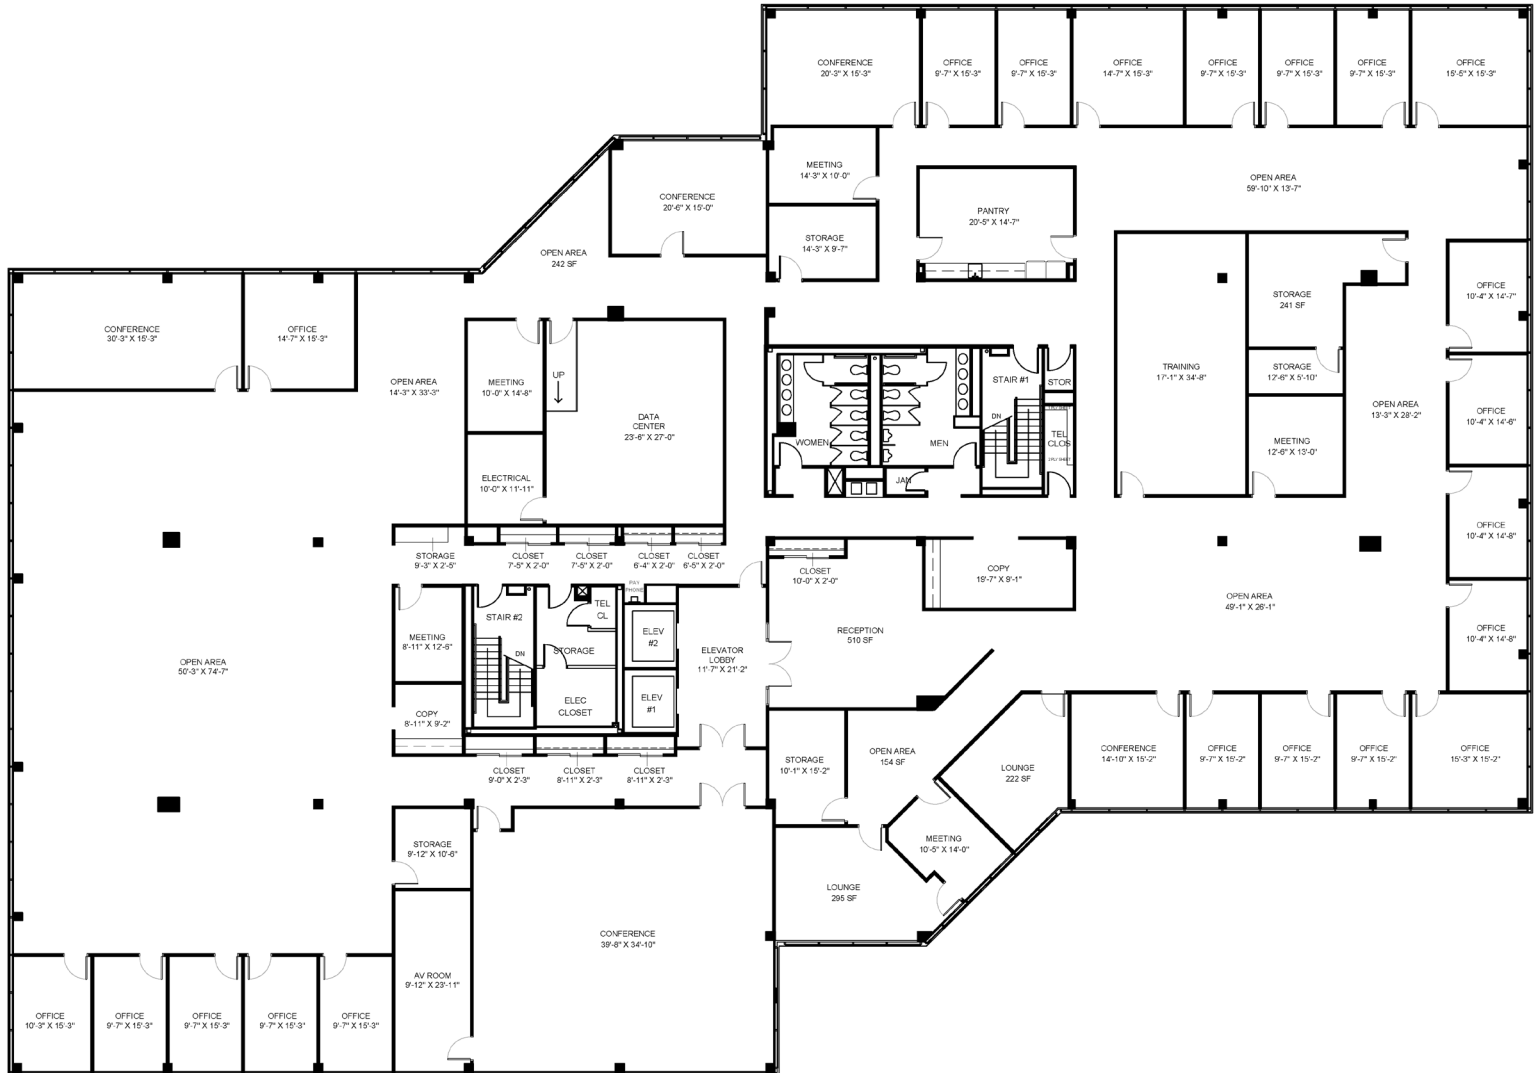 CONFERENCE
20'-3" X 15'-3"
OFFICE
9'-7" X 15'-3"
OFFICE
9'-7" X 15'-3"
OFFICE
14'-7" X 15'-3"
OFFICE
9'-7" X 15'-3"
OFFICE
9'-7" X 15'-3"
OFFICE
9'-7" X 15'-3"
OFFICE
15'-5" X 15'-3"
MEETING
14'-3" X 10'-0"
OPEN AREA
59'-10" X 13'-7"
CONFERENCE
20'-6" X 15'-0"
PANTRY
20'-5" X 14'-7"
STORAGE
14'-3" X 9'-7"
OPEN AREA
242 SF
OFFICE
10'-4" X 14'-7"
STORAGE
241 SF
CONFERENCE
30'-3" X 15'-3"
OFFICE
14'-7" X 15'-3"
OPEN AREA
14'-3" X 33'-3"
MEETING
10'-0" X 14'-8"
UP
DATA
CENTER
23'-6" X 27'-0"
STAIR #1
DN
STOR
TRAINING
17'-1" X 34'-8"
STORAGE
12'-6" X 5'-10"
OPEN AREA
13'-3" X 28'-2"
OFFICE
10'-4" X 14'-6"
WOMEN
MEN
TEL
CLOS
MEETING
12'-6" X 13'-0"
ELECTRICAL
10'-0" X 11'-11"
JAN
OFFICE
10'-4" X 14'-8"
STORAGE
9'-3" X 2'-5"
CLOSET
7'-5" X 2'-0"
CLOSET
7'-5" X 2'-0"
CLOSET
6'-4" X 2'-0"
CLOSET
6'-5" X 2'-0"
CLOSET
10'-0" X 2'-0"
COPY
19'-7" X 9'-1"
OPEN AREA
49'-1" X 26'-1"
PAY
PHONE
STAIR #2
DN
TEL
CL
STORAGE
ELEV
#2
ELEVATOR
LOBBY
11'-7" X 21'-2"
RECEPTION
510 SF
OFFICE
10'-4" X 14'-8"
MEETING
8'-11" X 12'-6"
OPEN AREA
50'-3" X 74'-7"
ELEC
CLOSET
ELEV
#1
COPY
8'-11" X 9'-2"
CLOSET
9'-0" X 2'-3"
CLOSET
8'-11" X 2'-3"
CLOSET
8'-11" X 2'-3"
STORAGE
10'-1" X 15'-2"
OPEN AREA
154 SF
LOUNGE
222 SF
CONFERENCE
14'-10" X 15'-2"
OFFICE
9'-7" X 15'-2"
OFFICE
9'-7" X 15'-2"
OFFICE
9'-7" X 15'-2"
OFFICE
15'-3" X 15'-2"
STORAGE
9'-12" X 10'-6"
MEETING
10'-5" X 14'-0"
LOUNGE
295 SF
CONFERENCE
39'-8" X 34'-10"
AV ROOM
9'-12" X 23'-11"
OFFICE
10'-3" X 15'-3"
OFFICE
9'-7" X 15'-3"
OFFICE
9'-7" X 15'-3"
OFFICE
9'-7" X 15'-3"
OFFICE
9'-7" X 15'-3"